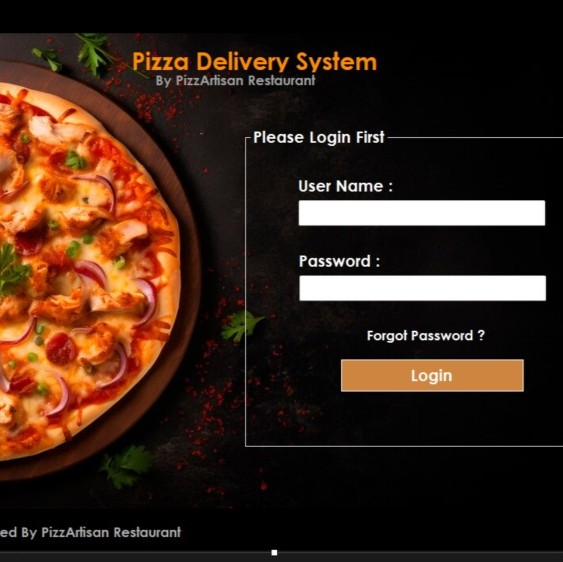 Pizza Delivery System
By PizzArtisan Restaurant
Please Login First
User Name :
Password :
Forgot Password ?
Login
ed By PizzArtisan Restaurant